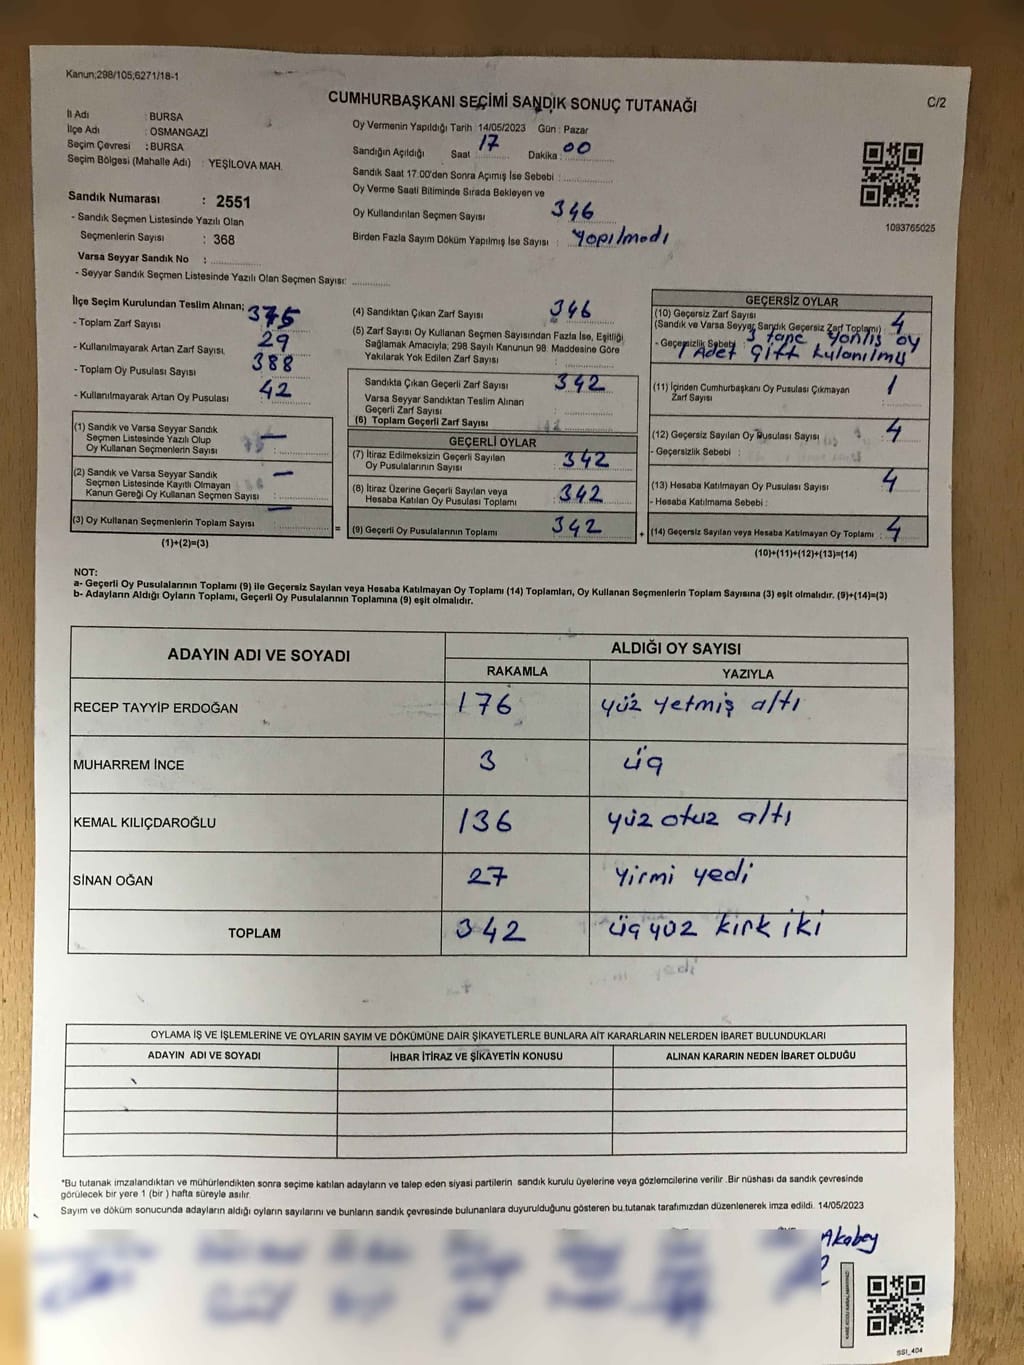 Kanun;298/105;6271/18-1
CUMHURBAŞKANI SEÇİMİ SANDIK SONUÇ TUTANAĞI
C/2
İl Adı : BURSA
İlçe Adı : OSMANGAZİ
Seçim Çevresi : BURSA
Seçim Bölgesi (Mahalle Adı) : YEŞİLOVA MAH.
Oy Vermenin Yapıldığı Tarih : 14/05/2023 Gün : Pazar
Sandığın Açıldığı Saat : 17 Dakika : 00
Sandık Saat 17.00'den Sonra Açımış İse Sebebi :
Oy Verme Saati Bitiminde Sırada Bekleyen ve
Oy Kullandırılan Seçmen Sayısı 346
Birden Fazla Sayım Döküm Yapılmış İse Sayısı : Yapılmadı
1093765025
Sandık Numarası : 2551
- Sandık Seçmen Listesinde Yazılı Olan
Seçmenlerin Sayısı : 368
Varsa Seyyar Sandık No :
- Seyyar Sandık Seçmen Listesinde Yazılı Olan Seçmen Sayısı:
İlçe Seçim Kurulundan Teslim Alınan;
- Toplam Zarf Sayısı 375
- Kullanılmayarak Artan Zarf Sayısı 29
- Toplam Oy Pusulası Sayısı 388
- Kullanılmayarak Artan Oy Pusulası 42
(1) Sandık ve Varsa Seyyar Sandık
Seçmen Listesinde Yazılı Olup
Oy Kullanan Seçmenlerin Sayısı : —
(2) Sandık ve Varsa Seyyar Sandık
Seçmen Listesinde Kayıtlı Olmayan
Kanun Gereği Oy Kullanan Seçmen Sayısı : —
(3) Oy Kullanan Seçmenlerin Toplam Sayısı : —
(1)+(2)=(3)
=
(4) Sandıktan Çıkan Zarf Sayısı : 346
(5) Zarf Sayısı Oy Kullanan Seçmen Sayısından Fazla İse, Eşitliği
Sağlamak Amacıyla; 298 Sayılı Kanunun 98. Maddesine Göre
Yakılarak Yok Edilen Zarf Sayısı :
Sandıkta Çıkan Geçerli Zarf Sayısı : 342
Varsa Seyyar Sandıktan Teslim Alınan
Geçerli Zarf Sayısı :
(6) Toplam Geçerli Zarf Sayısı :
GEÇERLİ OYLAR
(7) İtiraz Edilmeksizin Geçerli Sayılan
Oy Pusulalarının Sayısı : 342
(8) İtiraz Üzerine Geçerli Sayılan veya
Hesaba Katılan Oy Pusulası Toplamı : 342
(9) Geçerli Oy Pusulalarının Toplamı : 342
+
GEÇERSİZ OYLAR
(10) Geçersiz Zarf Sayısı
(Sandık ve Varsa Seyyar Sandık Geçersiz Zarf Toplamı) : 4
- Geçersizlik Sebebi : 3 tane Yanlış oy
1 Adet Çift kulanılmış
(11) İçinden Cumhurbaşkanı Oy Pusulası Çıkmayan
Zarf Sayısı : 1
(12) Geçersiz Sayılan Oy Pusulası Sayısı : 4
- Geçersizlik Sebebi :
(13) Hesaba Katılmayan Oy Pusulası Sayısı : 4
- Hesaba Katılmama Sebebi :
(14) Geçersiz Sayılan veya Hesaba Katılmayan Oy Toplamı : 4
(10)+(11)+(12)+(13)=(14)
NOT:
a- Geçerli Oy Pusulalarının Toplamı (9) ile Geçersiz Sayılan veya Hesaba Katılmayan Oy Toplamı (14) Toplamları, Oy Kullanan Seçmenlerin Toplam Sayısına (3) eşit olmalıdır. (9)+(14)=(3)
b- Adayların Aldığı Oyların Toplamı, Geçerli Oy Pusulalarının Toplamına (9) eşit olmalıdır.
ADAYIN ADI VE SOYADI
ALDIĞI OY SAYISI
RAKAMLA YAZIYLA
RECEP TAYYİP ERDOĞAN 176 yüz yetmiş altı
MUHARREM İNCE 3 üç
KEMAL KILIÇDAROĞLU 136 yüz otuz altı
SİNAN OĞAN 27 yirmi yedi
TOPLAM 342 üç yüz kırk iki
OYLAMA İŞ VE İŞLEMLERİNE VE OYLARIN SAYIM VE DÖKÜMÜNE DAİR ŞİKAYETLERLE BUNLARA AİT KARARLARIN NELERDEN İBARET BULUNDUKLARI
ADAYIN ADI VE SOYADI İHBAR İTİRAZ VE ŞİKAYETİN KONUSU ALINAN KARARIN NEDEN İBARET OLDUĞU
*Bu tutanak imzalandıktan ve mühürlendikten sonra seçime katılan adayların ve talep eden siyasi partilerin sandık kurulu üyelerine veya gözlemcilerine verilir .Bir nüshası da sandık çevresinde
görülecek bir yere 1 (bir ) hafta süreyle asılır.
Sayım ve döküm sonucunda adayların aldığı oyların sayılarını ve bunların sandık çevresinde bulunanlara duyurulduğunu gösteren bu tutanak tarafımızdan düzenlenerek imza edildi. 14/05/2023
Akabey
SSI_404